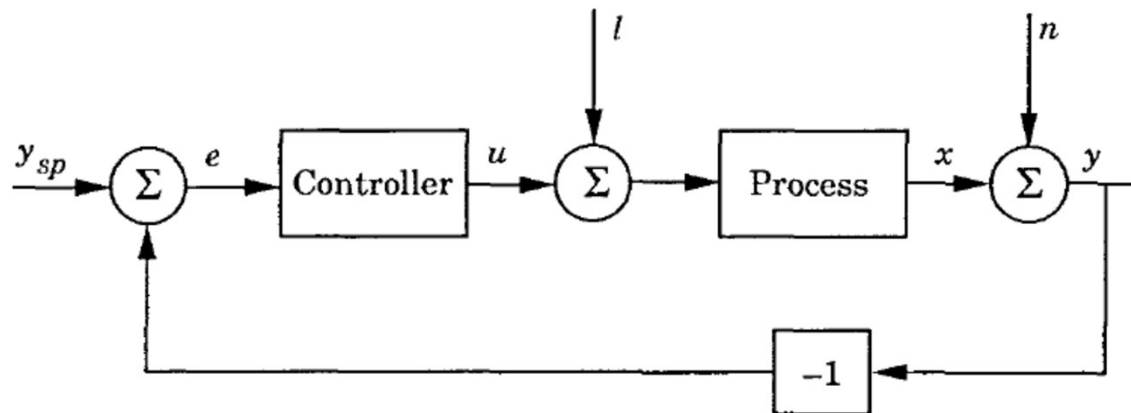 l
n
y_sp
Σ
e
Controller
u
Σ
Process
x
Σ
y
−1